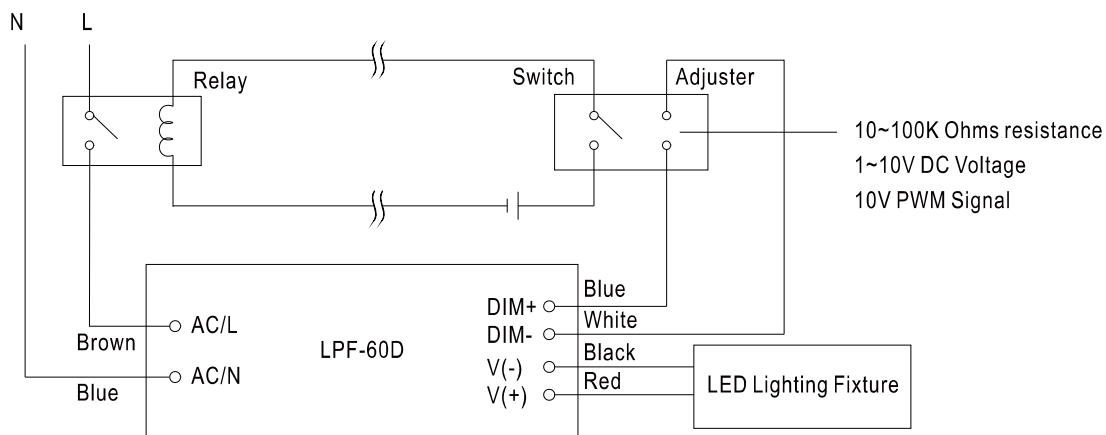 N
L
Relay
Switch
Adjuster
10~100K Ohms resistance
1~10V DC Voltage
10V PWM Signal
Blue
DIM+
White
DIM-
AC/L
Brown
LPF-60D
Black
V(-)
Red
V(+)
AC/N
Blue
LED Lighting Fixture